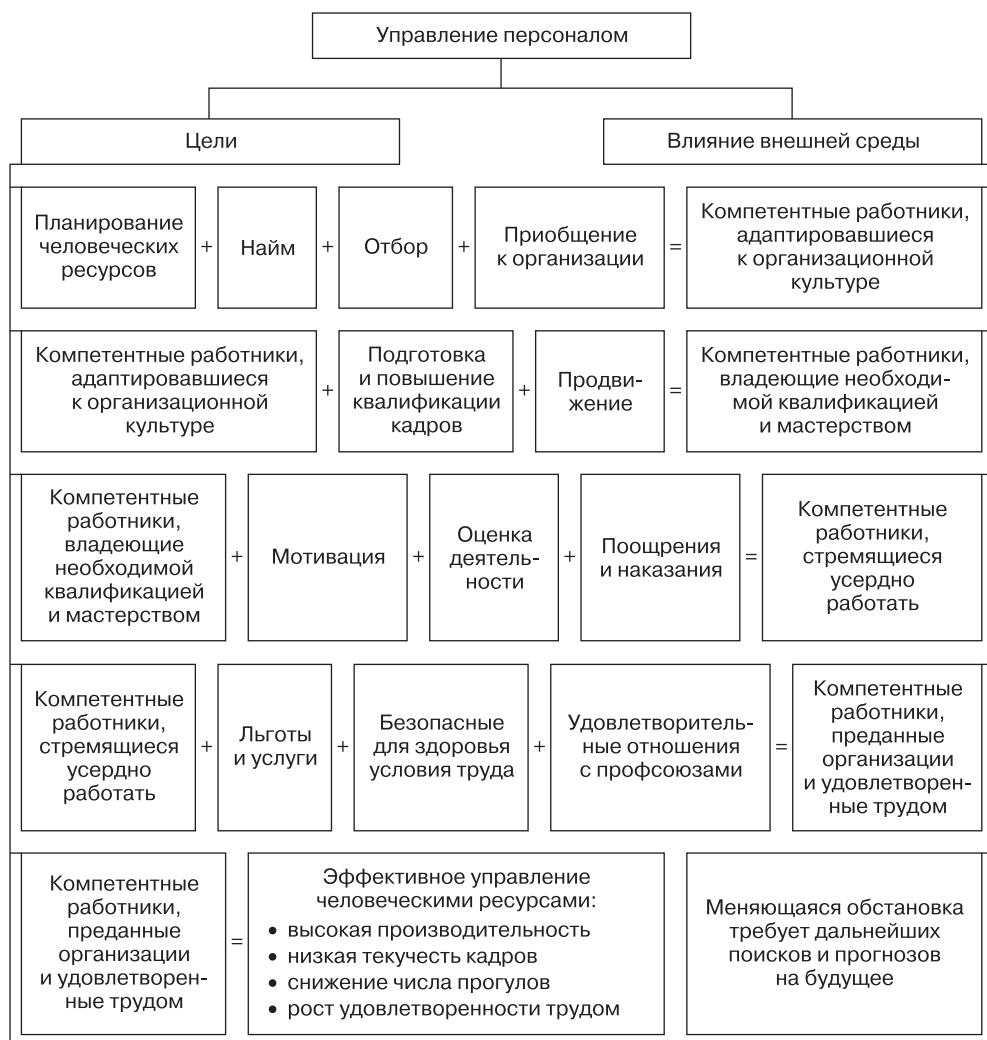 Управление персоналом
Цели
Влияние внешней среды
Планирование
человеческих
ресурсов
+
Найм
+
Отбор
+
Приобщение
к организации
=
Компетентные работники,
адаптировавшиеся
к организационной
культуре
Компетентные работники,
адаптировавшиеся
к организационной
культуре
+
Подготовка
и повышение
квалификации
кадров
+
Продви-
жение
=
Компетентные работники,
владеющие необходи-
мой квалификацией
и мастерством
Компетентные
работники,
владеющие
необходимой
квалификацией
и мастерством
+
Мотивация
+
Оценка
деятель-
ности
+
Поощрения
и наказания
=
Компетентные
работники,
стремящиеся
усердно
работать
Компетентные
работники,
стремящиеся
усердно
работать
+
Льготы
и услуги
+
Безопасные
для здоровья
условия труда
+
Удовлетворитель-
ные отношения
с профсоюзами
=
Компетентные
работники,
преданные
организации
и удовлетворен-
ные трудом
Компетентные
работники,
преданные
организации
и удовлетворен-
ные трудом
=
Эффективное управление
человеческими ресурсами:
• высокая производительность
• низкая текучесть кадров
• снижение числа прогулов
• рост удовлетворенности трудом
Меняющаяся обстановка
требует дальнейших
поисков и прогнозов
на будущее